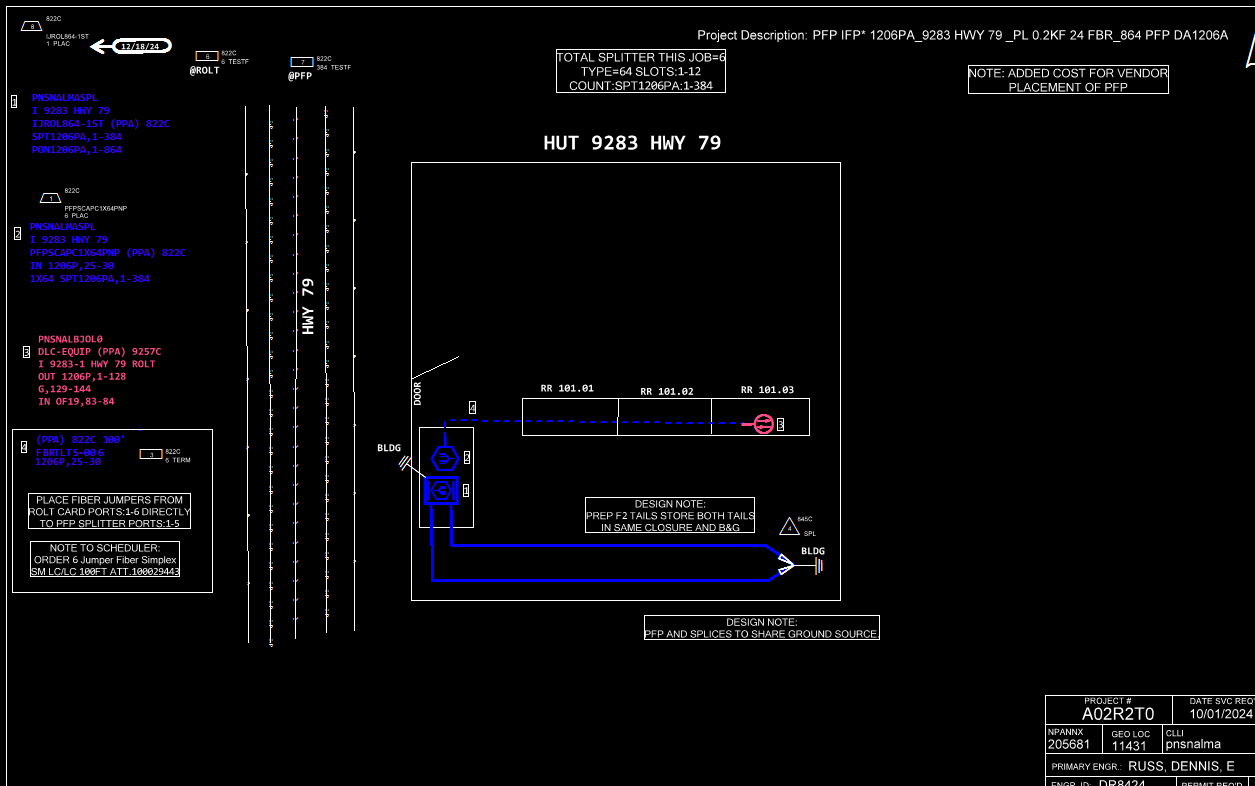 8
822C
IJROL864-1ST
1 PLAC
12/18/24
6
822C
6 TESTF
@ROLT
7
822C
384 TESTF
@PFP
TOTAL SPLITTER THIS JOB=6
TYPE=64 SLOTS:1-12
COUNT:SPT1206PA:1-384
Project Description: PFP IFP* 1206PA_9283 HWY 79 _PL 0.2KF 24 FBR_864 PFP DA1206A
NOTE: ADDED COST FOR VENDOR
PLACEMENT OF PFP
1
PNSNALMASPL
I 9283 HWY 79
IJROL864-1ST (PPA) 822C
SPT1206PA,1-384
PON1206PA,1-864
1
822C
PFPSCAPC1X64PNP
6 PLAC
2
PNSNALMASPL
I 9283 HWY 79
PFPSCAPC1X64PNP (PPA) 822C
IN 1206P,25-30
1X64 SPT1206PA,1-384
3
PNSNALBJOL0
DLC-EQUIP (PPA) 9257C
I 9283-1 HWY 79 ROLT
OUT 1206P,1-128
G,129-144
IN OF19,83-84
4
(PPA) 822C 100'
FBRTLTS-006
1206P,25-30
3
822C
6 TERM
PLACE FIBER JUMPERS FROM
ROLT CARD PORTS:1-6 DIRECTLY
TO PFP SPLITTER PORTS:1-5
NOTE TO SCHEDULER:
ORDER 6 Jumper Fiber Simplex
SM LC/LC 100FT ATT.100029443
HWY 79
HUT 9283 HWY 79
DOOR
RR 101.01
RR 101.02
RR 101.03
4
3
BLDG
2
1
DESIGN NOTE:
PREP F2 TAILS STORE BOTH TAILS
IN SAME CLOSURE AND B&G
4
645C
SPL
BLDG
DESIGN NOTE:
PFP AND SPLICES TO SHARE GROUND SOURCE.
PROJECT #
A02R2T0
DATE SVC REQ'
10/01/2024
NPANNX
205681
GEO LOC
11431
CLLI
pnsnalma
PRIMARY ENGR.: RUSS, DENNIS, E
ENGR. ID: DR8424
PERMIT REQ'D